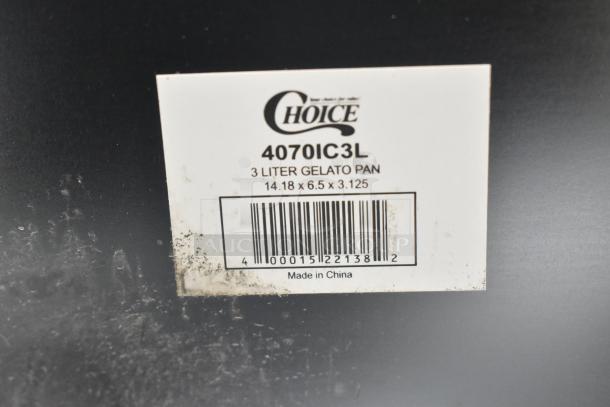 CHOICE
4070IC3L
3 LITER GELATO PAN
14.18 x 6.5 x 3.125
4 00015 22138 2
Made in China